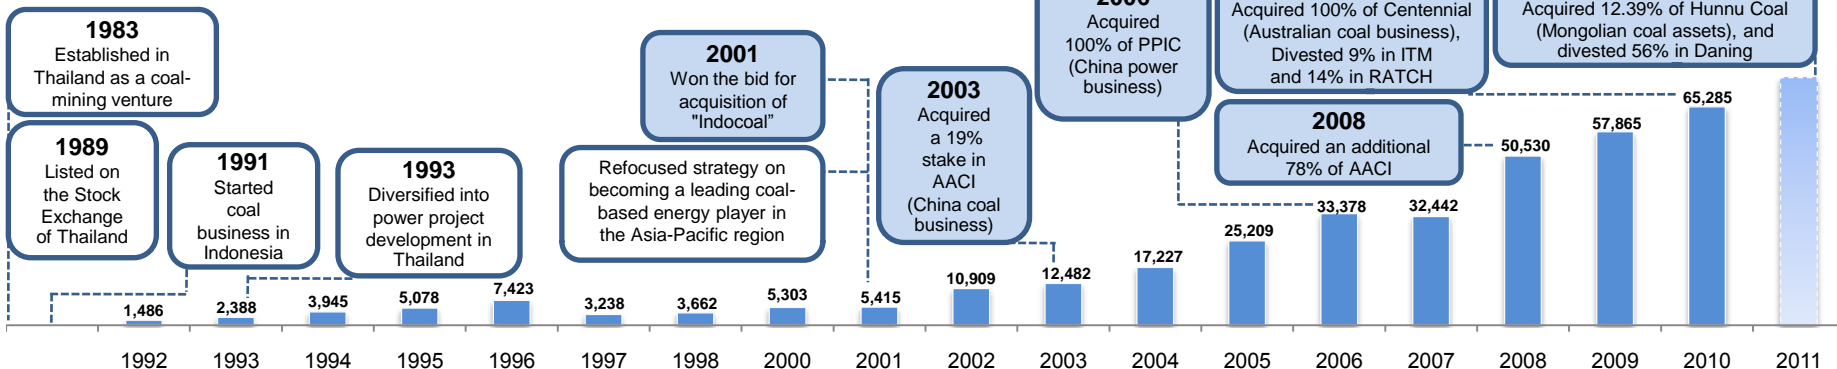 1983
Established in
Thailand as a coal-
mining venture
1989
Listed on
the Stock
Exchange
of Thailand
1991
Started
coal
business in
Indonesia
1993
Diversified into
power project
development in
Thailand
2001
Won the bid for
acquisition of
"Indocoal”
Refocused strategy on
becoming a leading coal-
based energy player in
the Asia-Pacific region
2003
Acquired
a 19%
stake in
AACI
(China coal
business)
2006
Acquired
100% of PPIC
(China power
business)
Acquired 100% of Centennial
(Australian coal business),
Divested 9% in ITM
and 14% in RATCH
2008
Acquired an additional
78% of AACI
Acquired 12.39% of Hunnu Coal
(Mongolian coal assets), and
divested 56% in Daning
1,486
2,388
3,945
5,078
7,423
3,238
3,662
5,303
5,415
10,909
12,482
17,227
25,209
33,378
32,442
50,530
57,865
65,285
1992
1993
1994
1995
1996
1997
1998
2000
2001
2002
2003
2004
2005
2006
2007
2008
2009
2010
2011